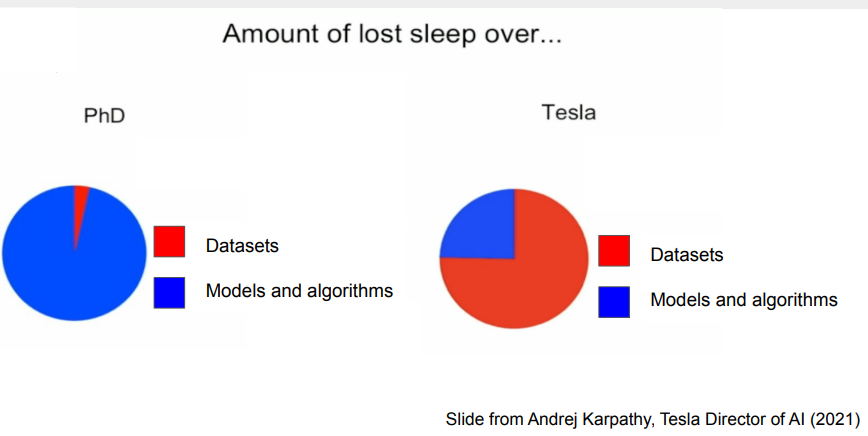 Amount of lost sleep over...
PhD
Tesla
Datasets
Models and algorithms
Datasets
Models and algorithms
Slide from Andrej Karpathy, Tesla Director of AI (2021)